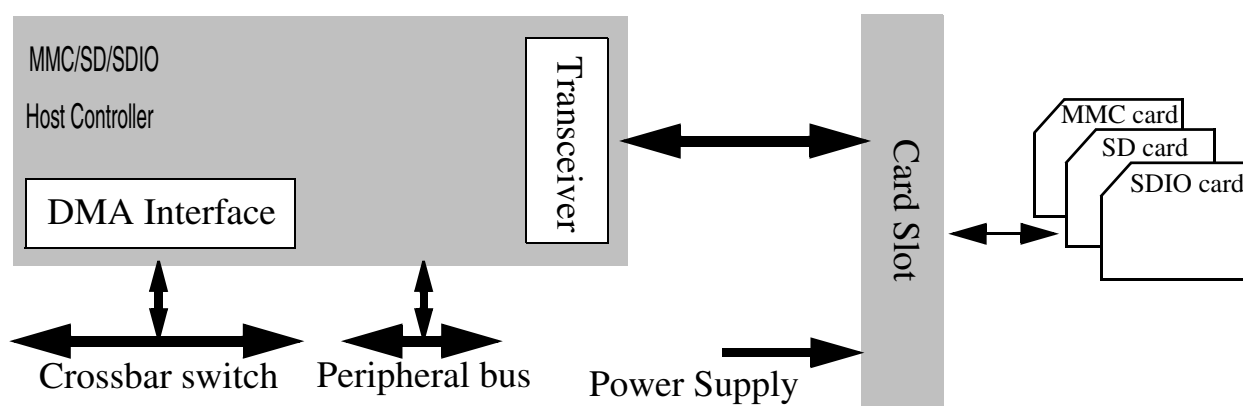 MMC/SD/SDIO
Host Controller
DMA Interface
Transceiver
Card Slot
MMC card
SD card
SDIO card
Crossbar switch
Peripheral bus
Power Supply